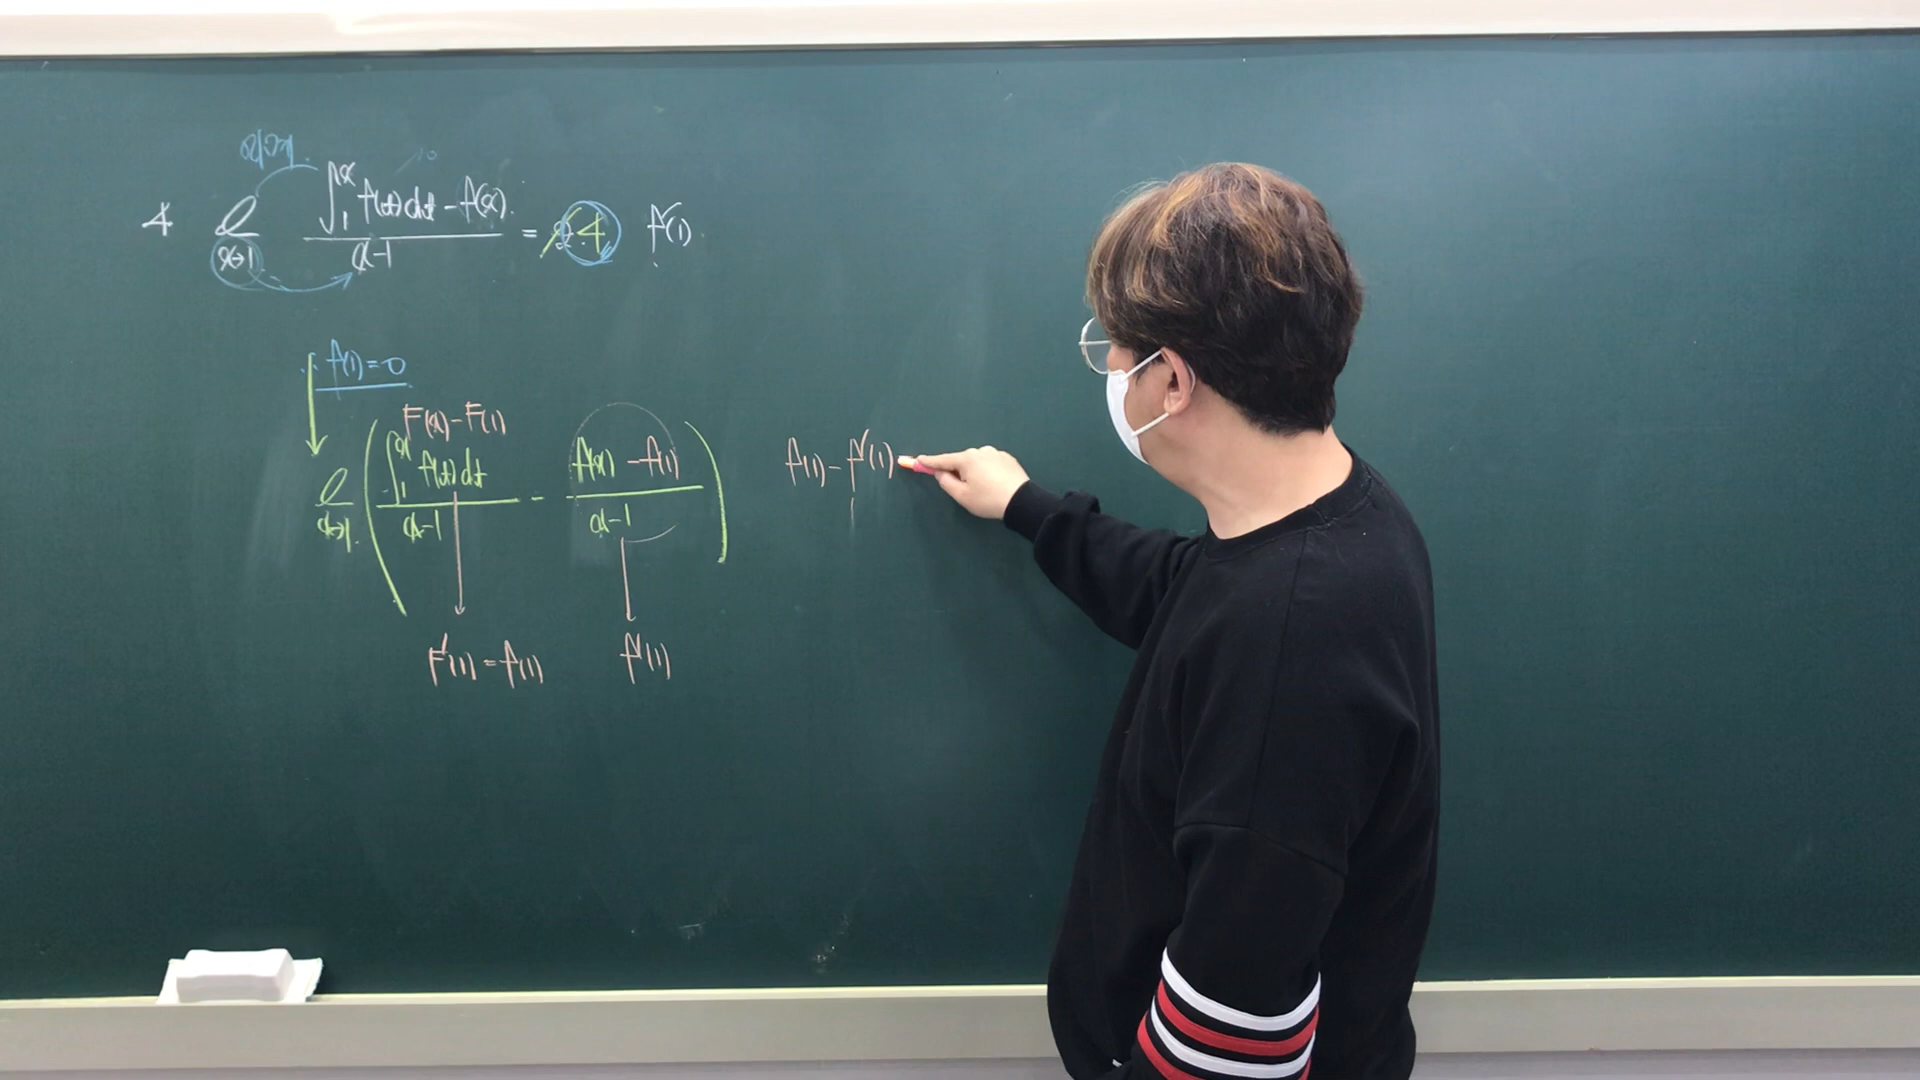 4 lim x→1 (∫₁ˣ f(t)dt − f(x)) / (x−1) = 4 f'(1)
f(1)=0
F(x)−F(1)
lim x→1 ( (∫₁ˣ f(t)dt) / (x−1) − (f(x) − f(1)) / (x−1) ) f(1) − f'(1)
F'(1) = f(1) f'(1)